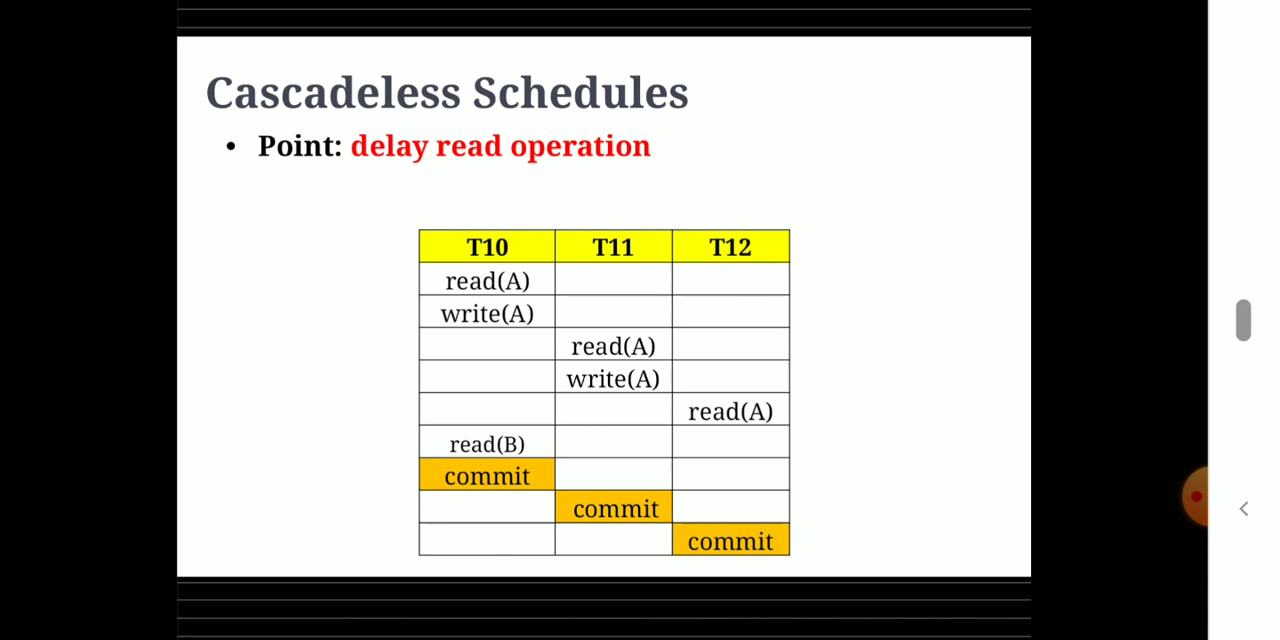 Cascadeless Schedules
• Point: delay read operation
T10 T11 T12
read(A)
write(A)
read(A)
write(A)
read(A)
read(B)
commit
commit
commit